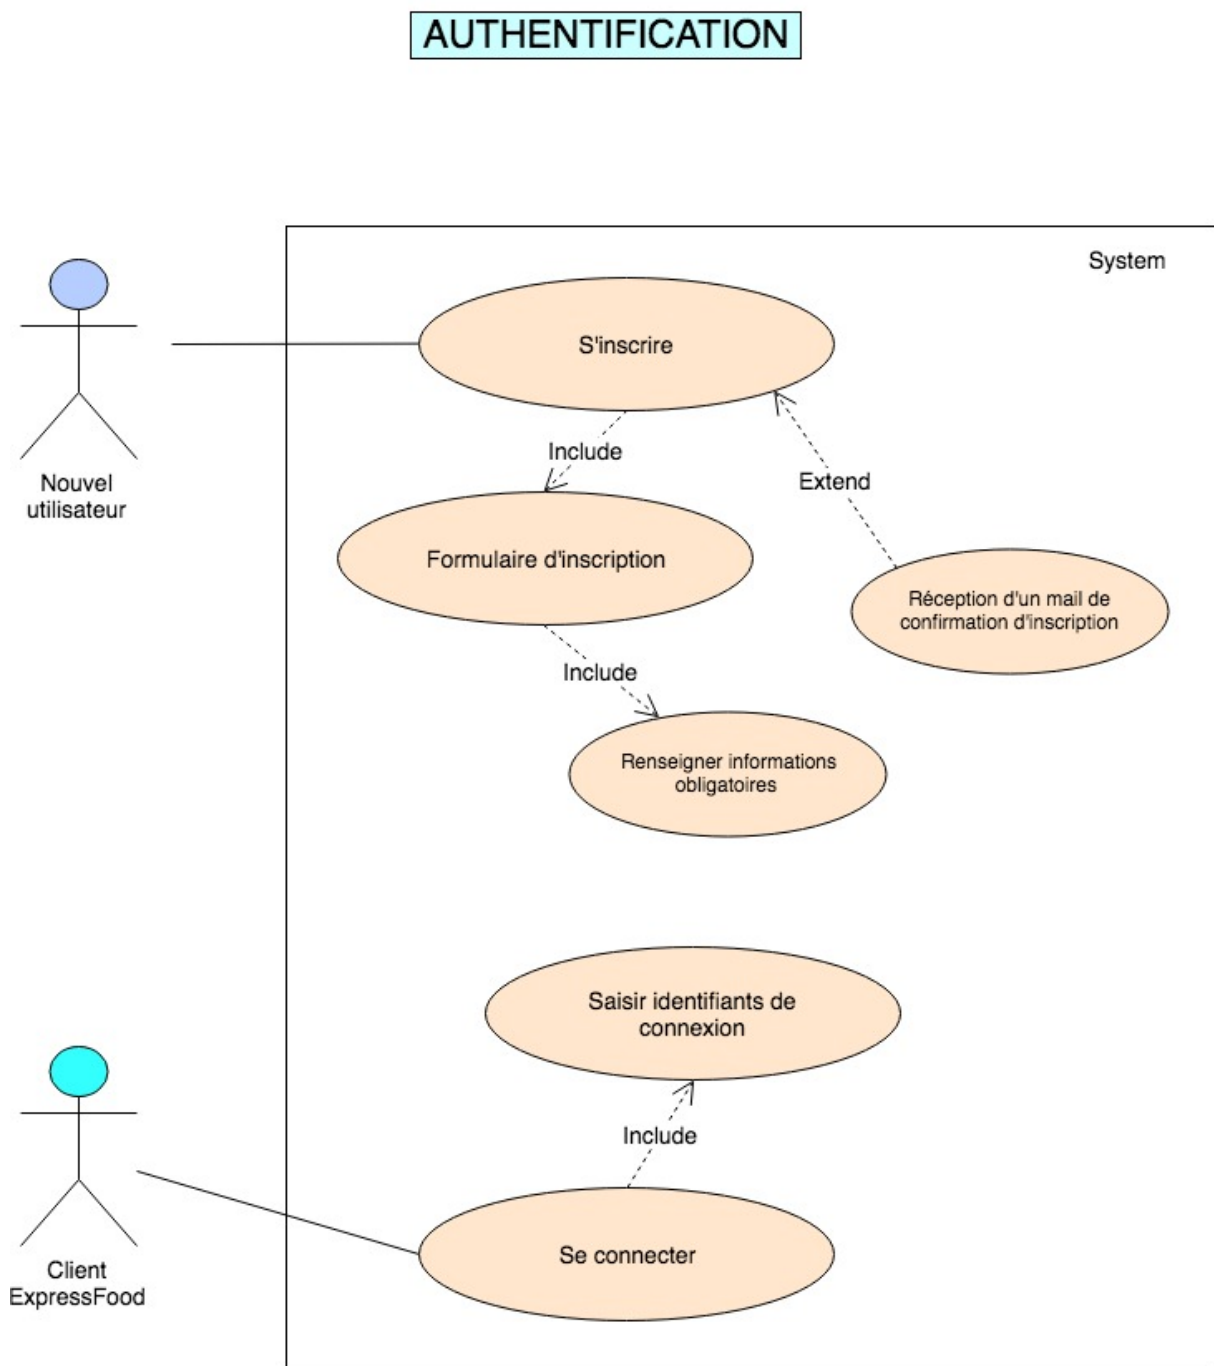 AUTHENTIFICATION
System
S'inscrire
Include
Extend
Nouvel
utilisateur
Formulaire d'inscription
Réception d'un mail de
confirmation d'inscription
Include
Renseigner informations
obligatoires
Saisir identifiants de
connexion
Include
Se connecter
Client
ExpressFood